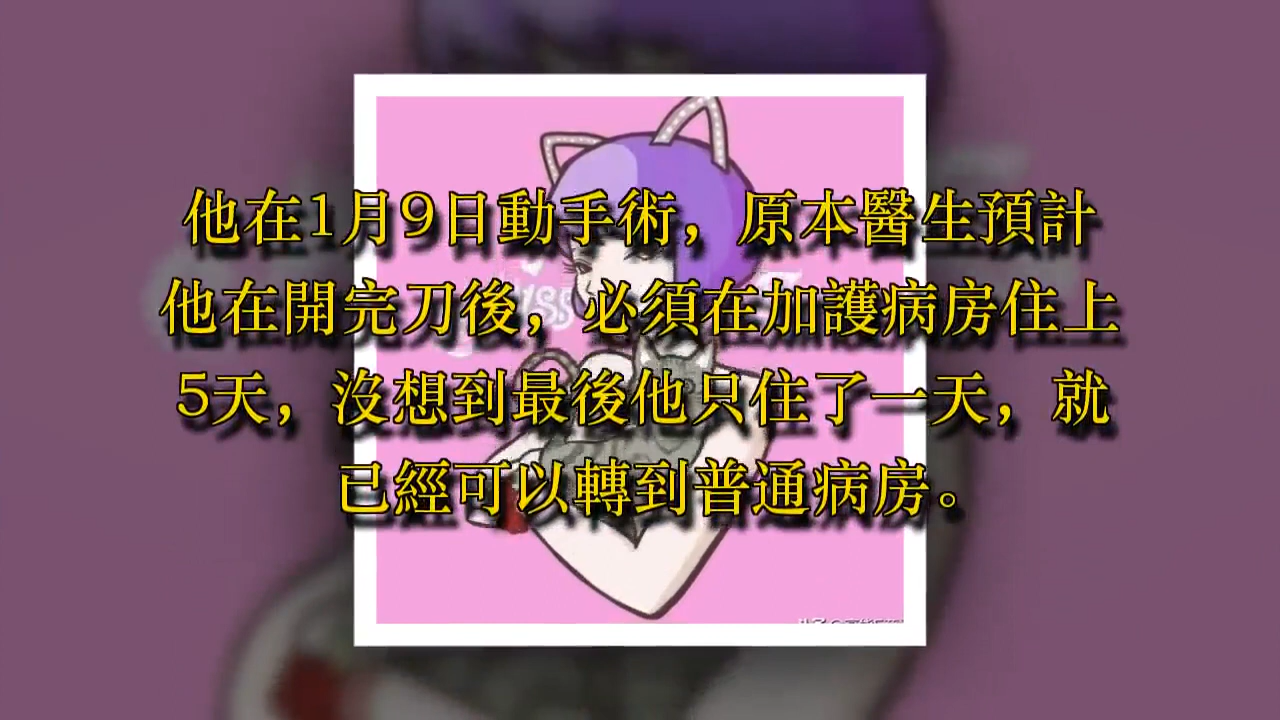 他在1月9日動手術，原本醫生預計
他在開完刀後，必須在加護病房住上
5天，沒想到最後他只住了一天，就
已經可以轉到普通病房。